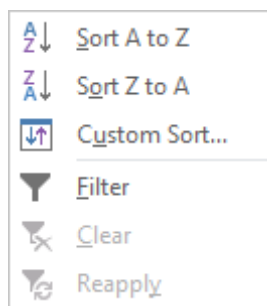 Sort A to Z
Sort Z to A
Custom Sort...
Filter
Clear
Reapply